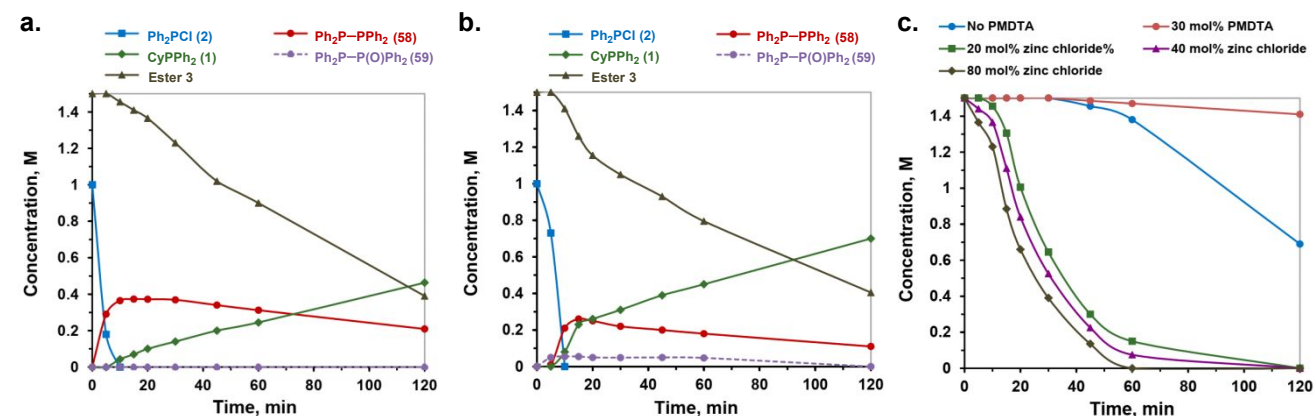 a.
Ph₂PCl (2)
Ph₂P−PPh₂ (58)
CyPPh₂ (1)
Ph₂P−P(O)Ph₂ (59)
Ester 3
Concentration, M
1.4
1.2
1
0.8
0.6
0.4
0.2
0
0 20 40 60 80 100 120
Time, min
b.
Ph₂PCl (2)
Ph₂P−PPh₂ (58)
CyPPh₂ (1)
Ph₂P−P(O)Ph₂ (59)
Ester 3
Concentration, M
1.4
1.2
1
0.8
0.6
0.4
0.2
0
0 20 40 60 80 100 120
Time, min
c.
No PMDTA
30 mol% PMDTA
20 mol% zinc chloride%
40 mol% zinc chloride
80 mol% zinc chloride
Concentration, M
1.4
1.2
1
0.8
0.6
0.4
0.2
0
0 20 40 60 80 100 120
Time, min